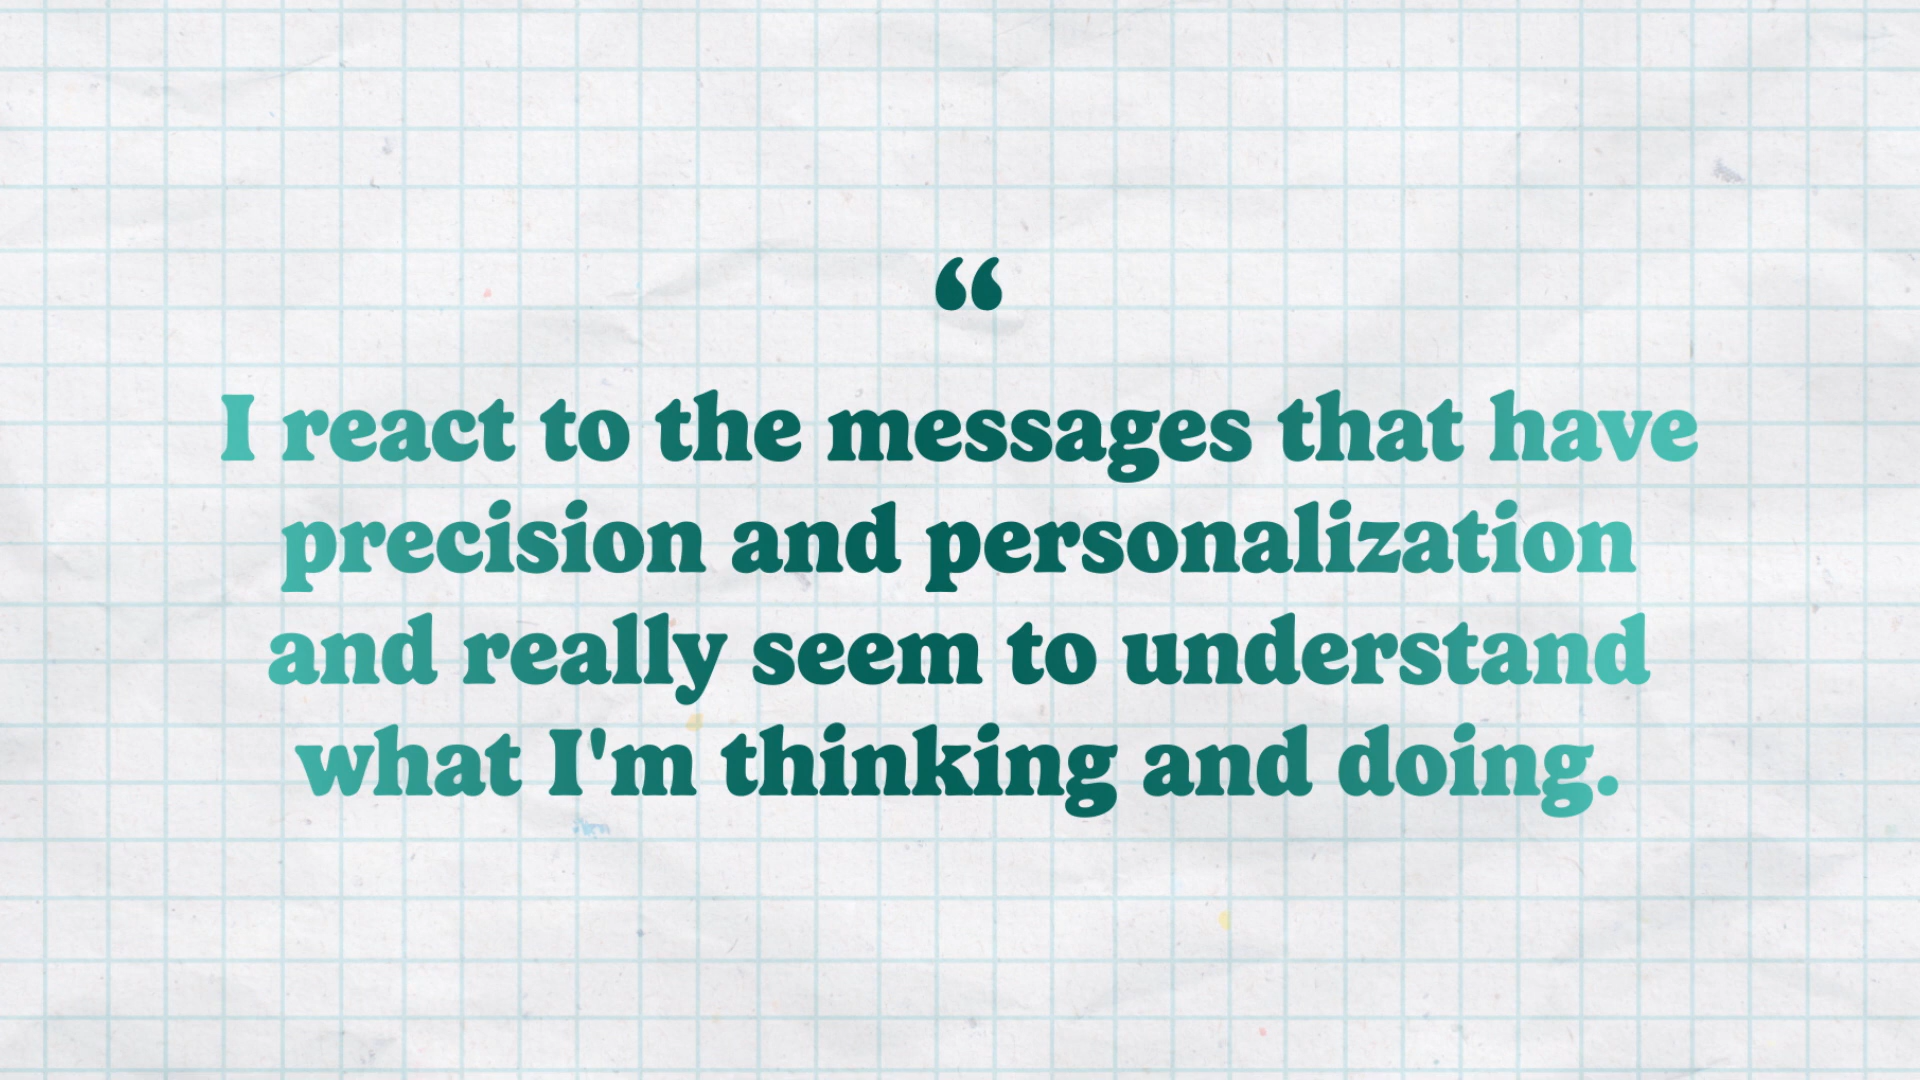 “
I react to the messages that have
precision and personalization
and really seem to understand
what I'm thinking and doing.